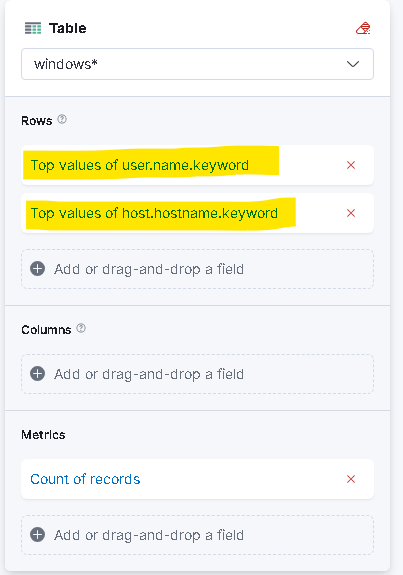 Table
windows*
Rows
Top values of user.name.keyword
Top values of host.hostname.keyword
Add or drag-and-drop a field
Columns
Add or drag-and-drop a field
Metrics
Count of records
Add or drag-and-drop a field